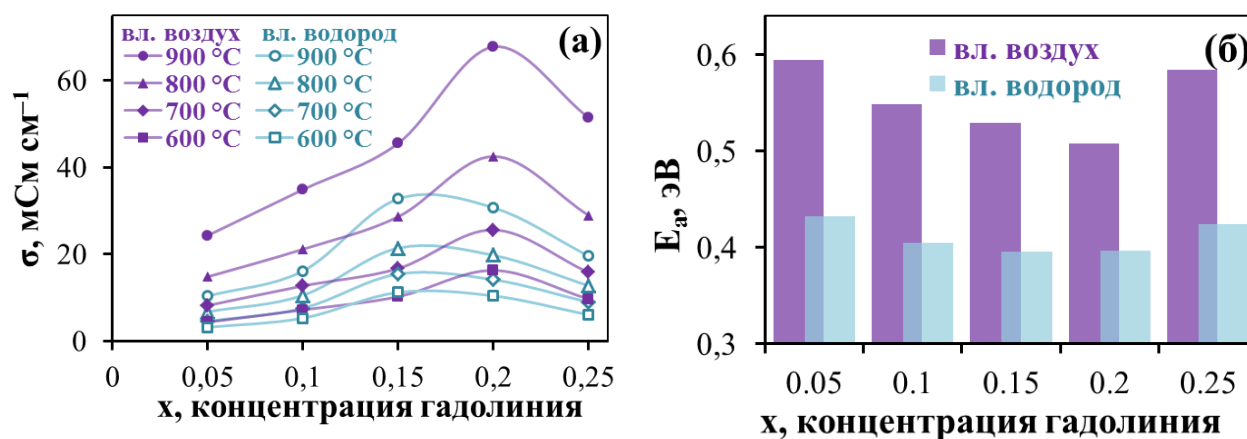 (а)
вл. воздух вл. водород
900 °C 900 °C
800 °C 800 °C
700 °C 700 °C
600 °C 600 °C
σ, мСм см⁻¹
60
40
20
0
0 0,05 0,1 0,15 0,2 0,25
x, концентрация гадолиния
(б)
вл. воздух
вл. водород
Eₐ, эВ
0,6
0,5
0,4
0,3
0.05 0.1 0.15 0.2 0.25
x, концентрация гадолиния